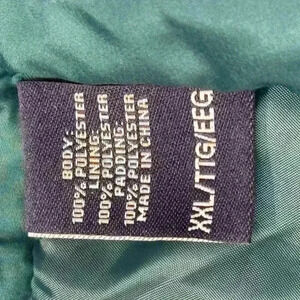 BODY:
100% POLYESTER
LINING:
100% POLYESTER
PADDING:
100% POLYESTER
MADE IN CHINA
XXL/TTG/EEG